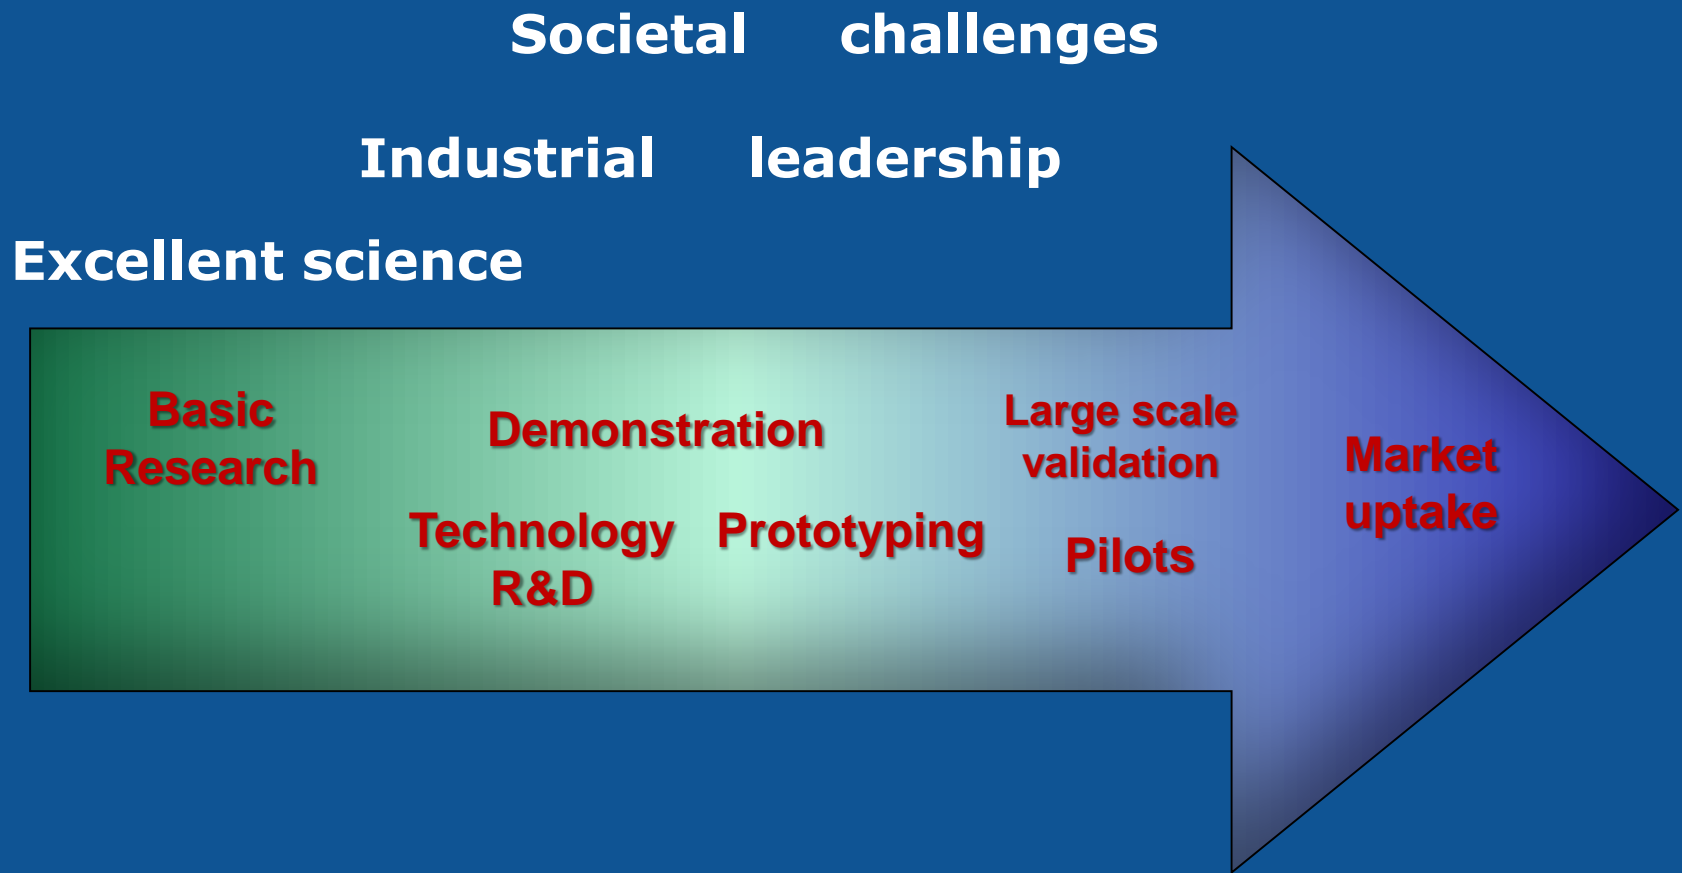 Societal challenges
Industrial leadership
Excellent science
Basic
Research
Demonstration
Technology
R&D
Prototyping
Large scale
validation
Pilots
Market
uptake